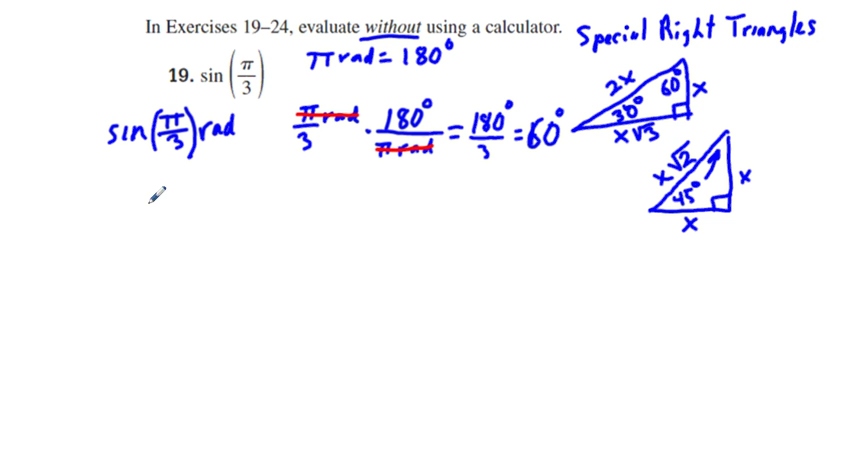 In Exercises 19–24, evaluate without using a calculator.
Special Right Triangles
π rad = 180°
19. sin(π/3)
sin(π/3) rad
π rad/3 · 180°/π rad = 180°/3 = 60°
2x
60°
x
30°
x√3
x√2
45°
x
x